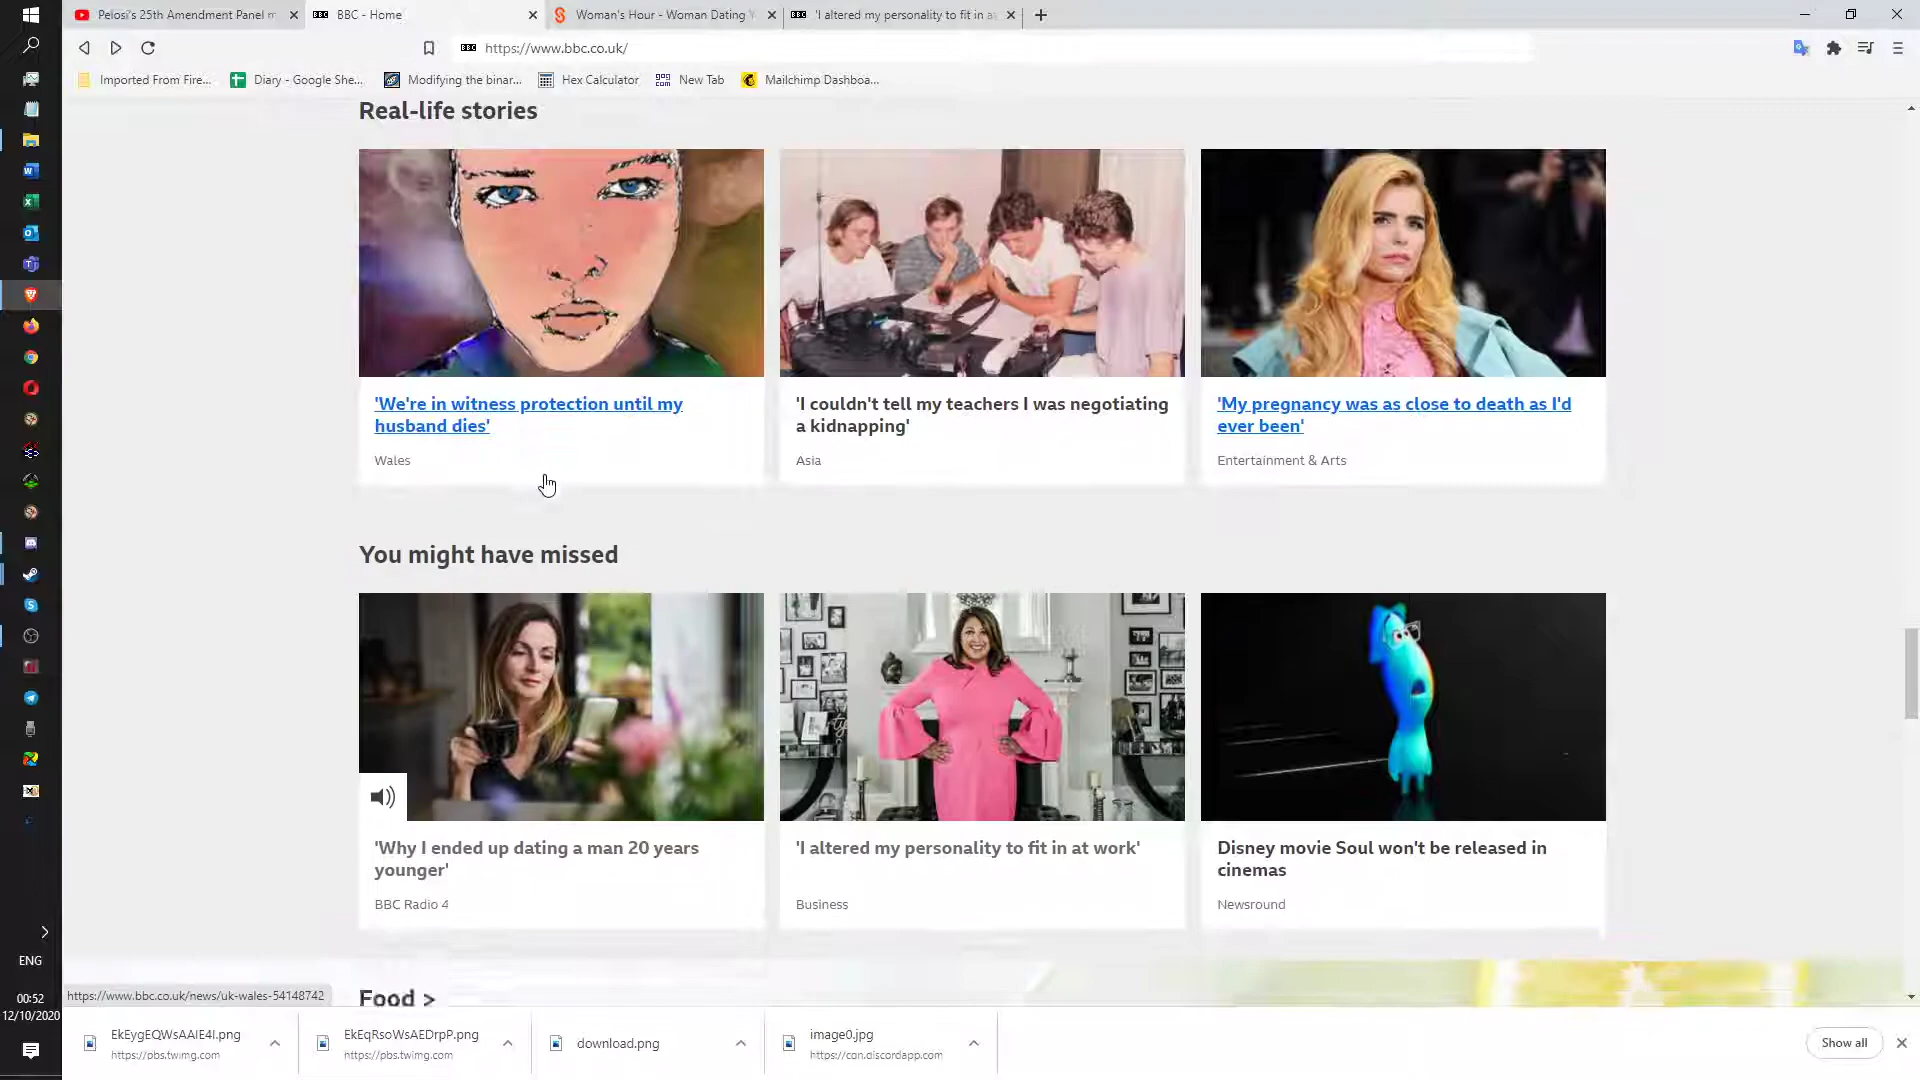 Pelosi's 25th Amendment Panel m
BBC - Home
Woman's Hour - Woman Dating Y
'I altered my personality to fit in a
https://www.bbc.co.uk/
Imported From Fire...
Diary - Google She...
Modifying the binar...
Hex Calculator
New Tab
Mailchimp Dashboa...
Real-life stories
'We're in witness protection until my
husband dies'
Wales
'I couldn't tell my teachers I was negotiating
a kidnapping'
Asia
'My pregnancy was as close to death as I'd
ever been'
Entertainment & Arts
You might have missed
'Why I ended up dating a man 20 years
younger'
BBC Radio 4
'I altered my personality to fit in at work'
Business
Disney movie Soul won't be released in
cinemas
Newsround
Food >
https://www.bbc.co.uk/news/uk-wales-54148742
ENG
00:52
12/10/2020
EkEygEQWsAAIE4I.png
https://pbs.twimg.com
EkEqRsoWsAEDrpP.png
https://pbs.twimg.com
download.png
image0.jpg
https://cdn.discordapp.com
Show all